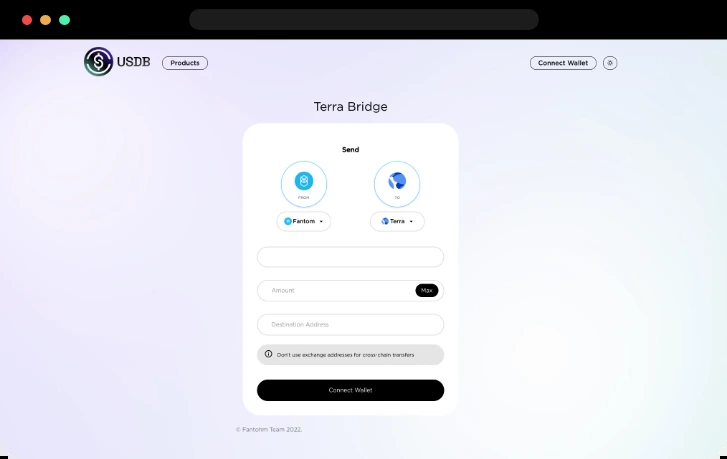 USDB
Products
Connect Wallet
Terra Bridge
Send
FROM
TO
Fantom
Terra
Amount
Max
Destination Address
Don't use exchange addresses for cross-chain transfers
Connect Wallet
© Fantohm Team 2022.